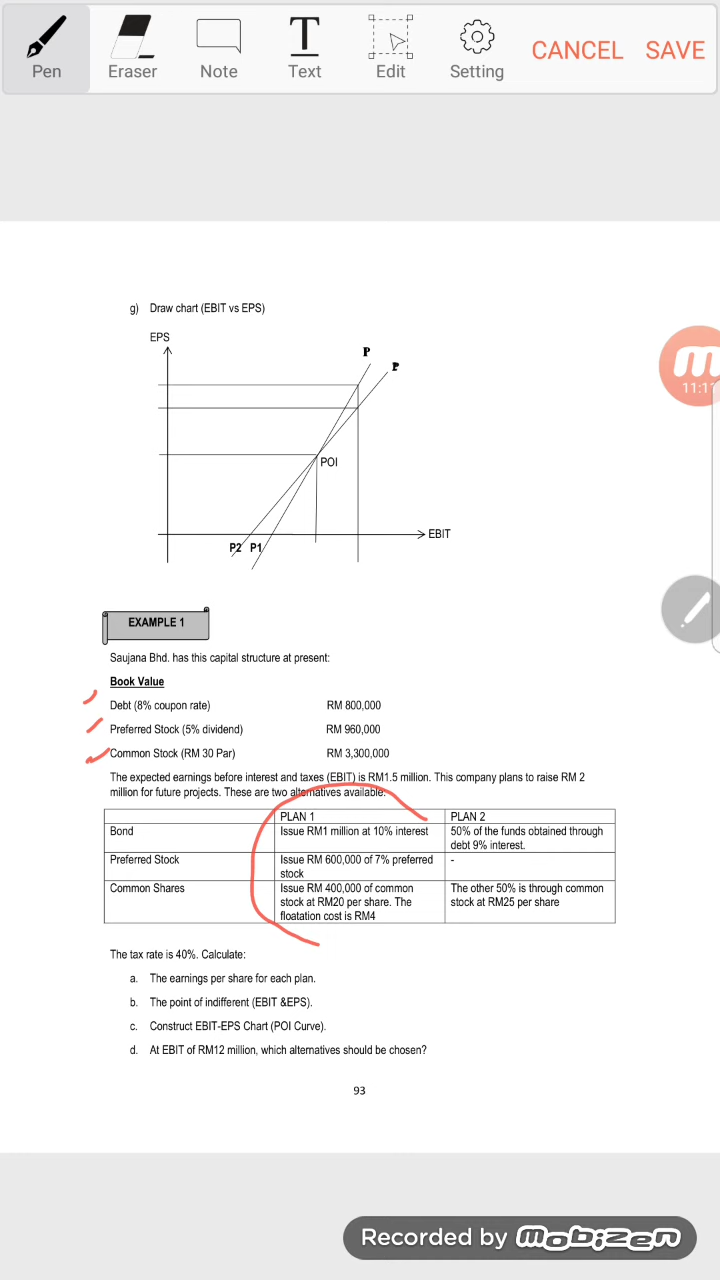 Pen Eraser Note Text Edit Setting CANCEL SAVE
g) Draw chart (EBIT vs EPS)
EPS
P
P
11:11
POI
EBIT
P2 P1
EXAMPLE 1
Saujana Bhd. has this capital structure at present:
Book Value
Debt (8% coupon rate) RM 800,000
Preferred Stock (5% dividend) RM 960,000
Common Stock (RM 30 Par) RM 3,300,000
The expected earnings before interest and taxes (EBIT) is RM1.5 million. This company plans to raise RM 2
million for future projects. These are two alternatives available:
PLAN 1 PLAN 2
Bond Issue RM1 million at 10% interest 50% of the funds obtained through
debt 9% interest.
Preferred Stock Issue RM 600,000 of 7% preferred -
stock
Common Shares Issue RM 400,000 of common The other 50% is through common
stock at RM20 per share. The stock at RM25 per share
floatation cost is RM4
The tax rate is 40%. Calculate:
a. The earnings per share for each plan.
b. The point of indifferent (EBIT &EPS).
c. Construct EBIT-EPS Chart (POI Curve).
d. At EBIT of RM12 million, which alternatives should be chosen?
93
Recorded by mobizen